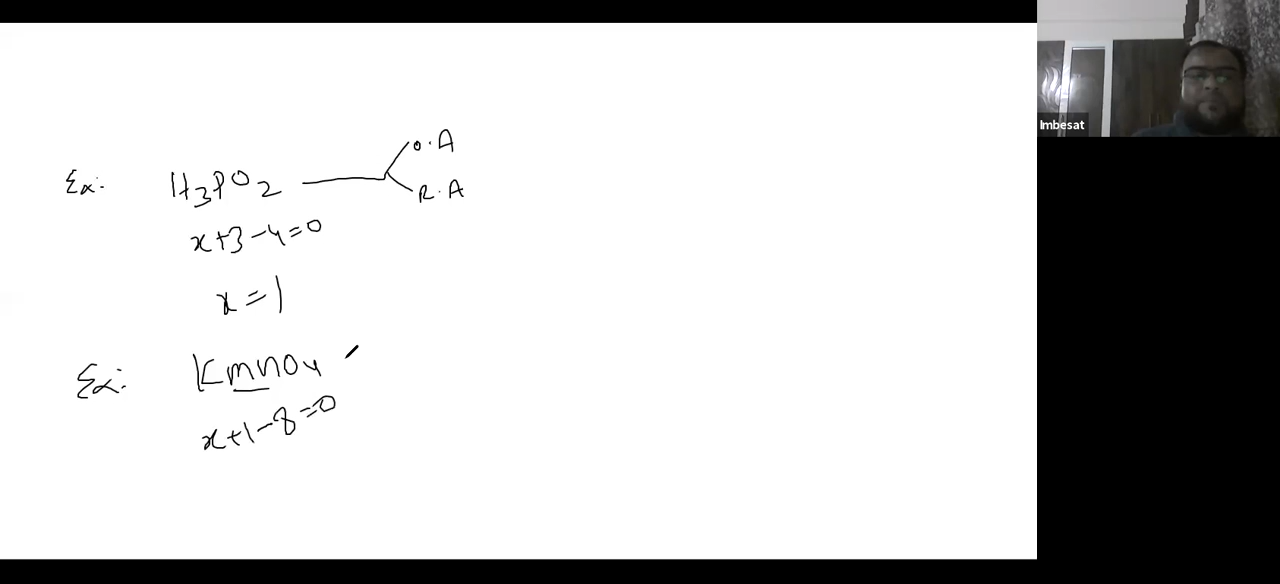 O.A
Ex:
H3PO2
R.A
x+3-4=0
x=1
Ex:
KmnO4
x+1-8=0
Imbesat